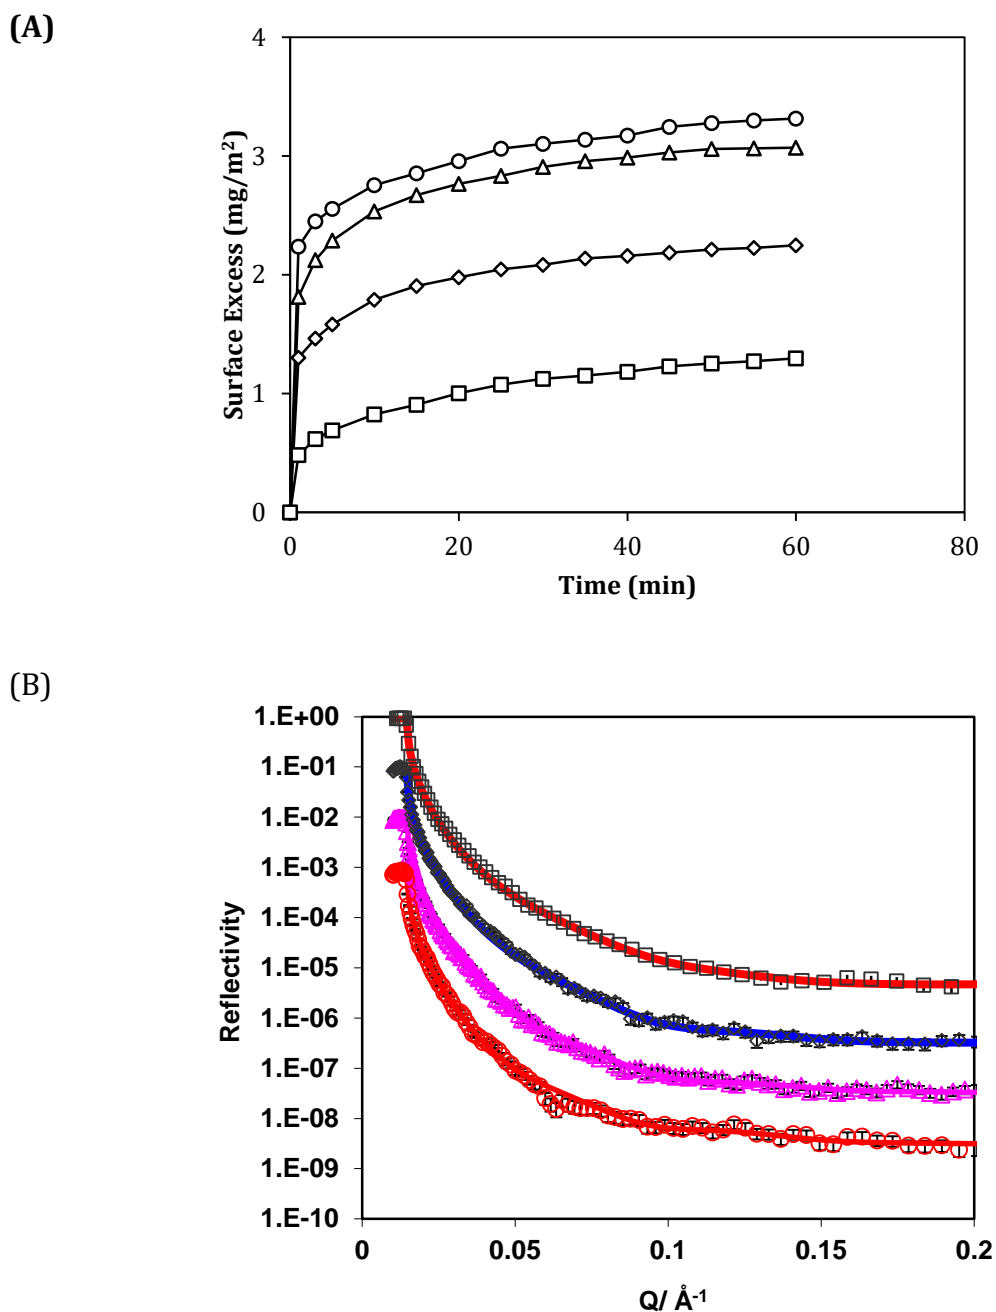 (A)
4
3
2
1
0
Surface Excess (mg/m²)
0 20 40 60 80
Time (min)
(B)
1.E+00
1.E-01
1.E-02
1.E-03
1.E-04
1.E-05
1.E-06
1.E-07
1.E-08
1.E-09
1.E-10
Reflectivity
0 0.05 0.1 0.15 0.2
Q/ Å⁻¹